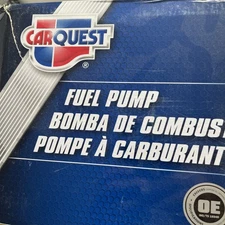 CARQUEST
FUEL PUMP
BOMBA DE COMBUS
POMPE À CARBURANT
OE